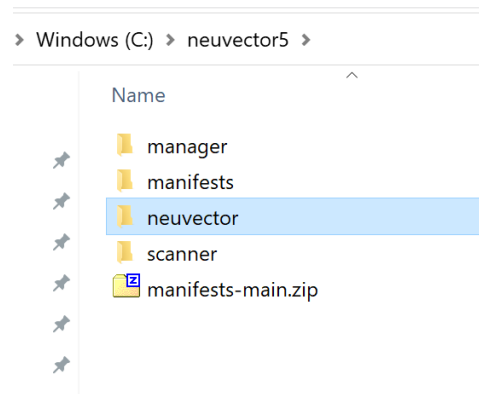 Windows (C:) neuvector5
Name
manager
manifests
neuvector
scanner
manifests-main.zip